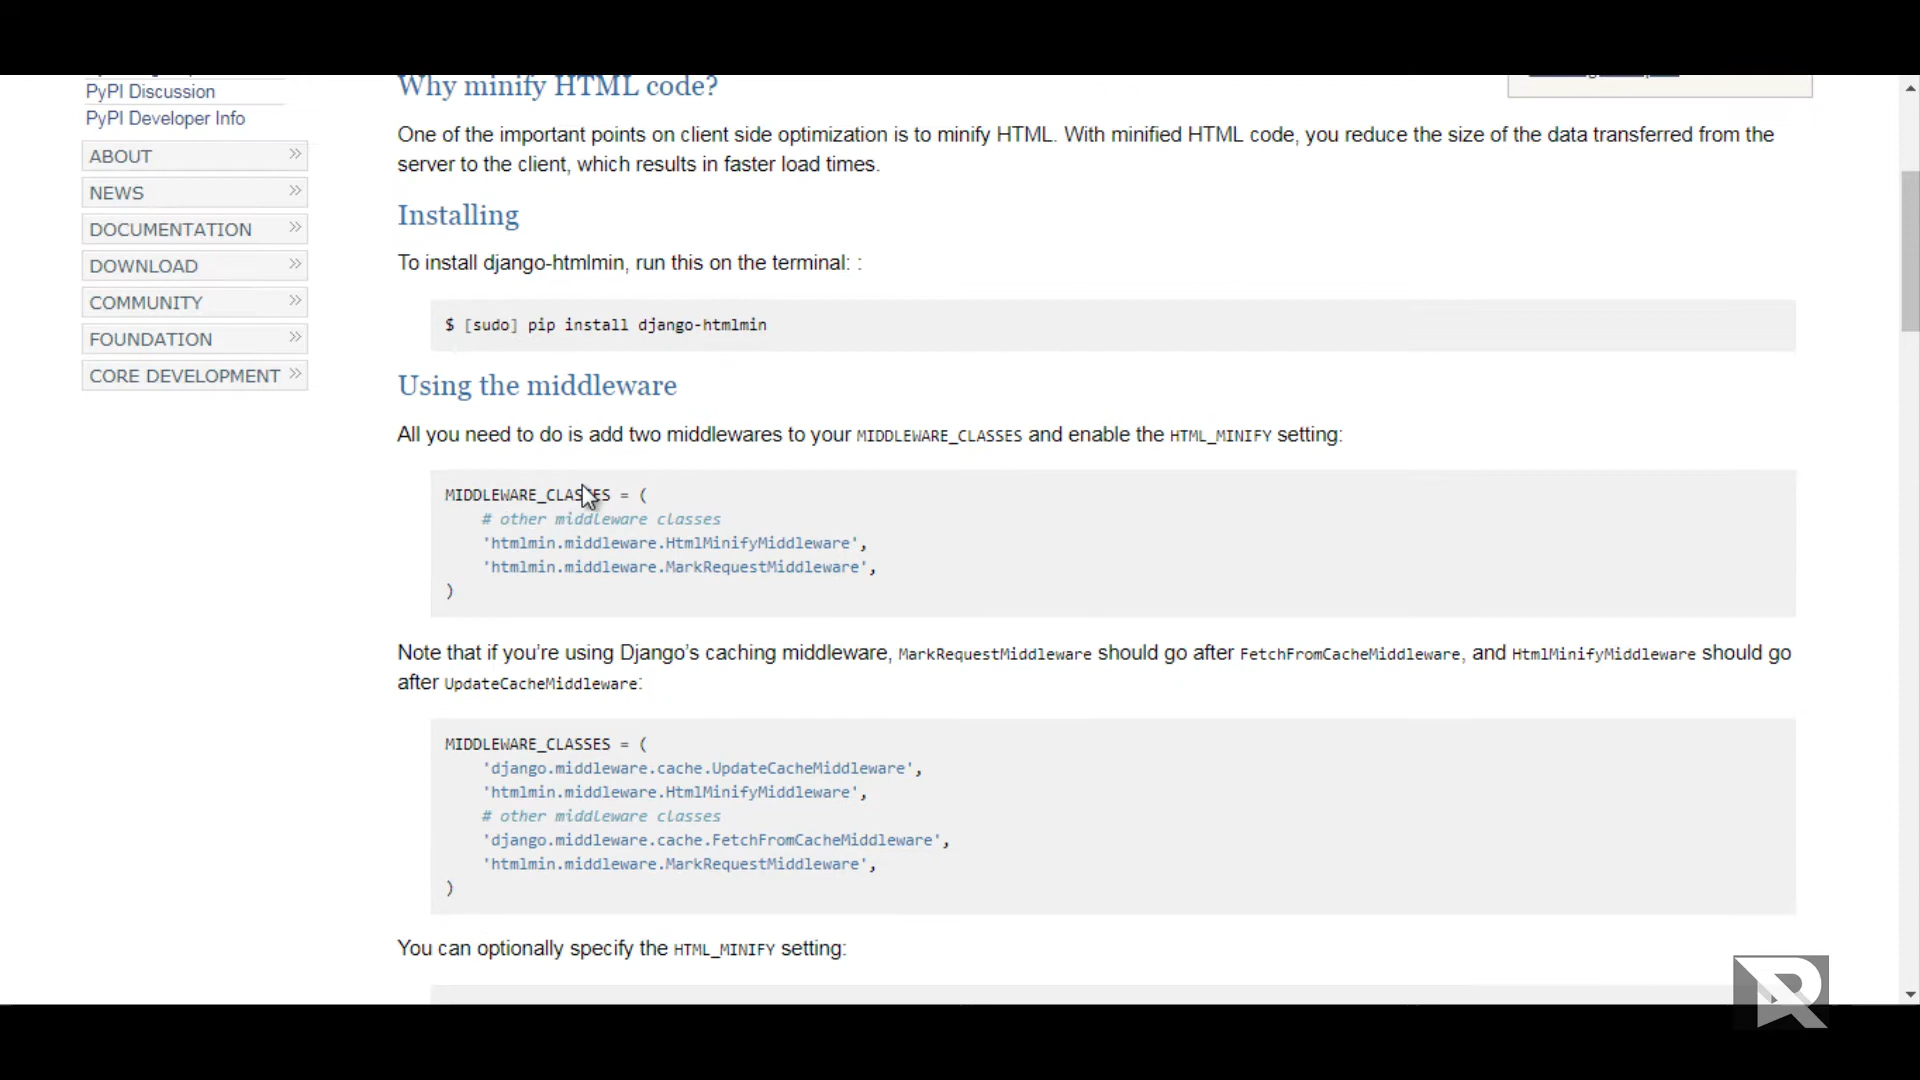 PyPI Discussion
PyPI Developer Info
ABOUT »
NEWS »
DOCUMENTATION »
DOWNLOAD »
COMMUNITY »
FOUNDATION »
CORE DEVELOPMENT »
Why minify HTML code?
One of the important points on client side optimization is to minify HTML. With minified HTML code, you reduce the size of the data transferred from the
server to the client, which results in faster load times.
Installing
To install django-htmlmin, run this on the terminal: :
$ [sudo] pip install django-htmlmin
Using the middleware
All you need to do is add two middlewares to your MIDDLEWARE_CLASSES and enable the HTML_MINIFY setting:
MIDDLEWARE_CLASSES = (
# other middleware classes
'htmlmin.middleware.HtmlMinifyMiddleware',
'htmlmin.middleware.MarkRequestMiddleware',
)
Note that if you’re using Django’s caching middleware, MarkRequestMiddleware should go after FetchFromCacheMiddleware, and HtmlMinifyMiddleware should go
after UpdateCacheMiddleware:
MIDDLEWARE_CLASSES = (
'django.middleware.cache.UpdateCacheMiddleware',
'htmlmin.middleware.HtmlMinifyMiddleware',
# other middleware classes
'django.middleware.cache.FetchFromCacheMiddleware',
'htmlmin.middleware.MarkRequestMiddleware',
)
You can optionally specify the HTML_MINIFY setting: